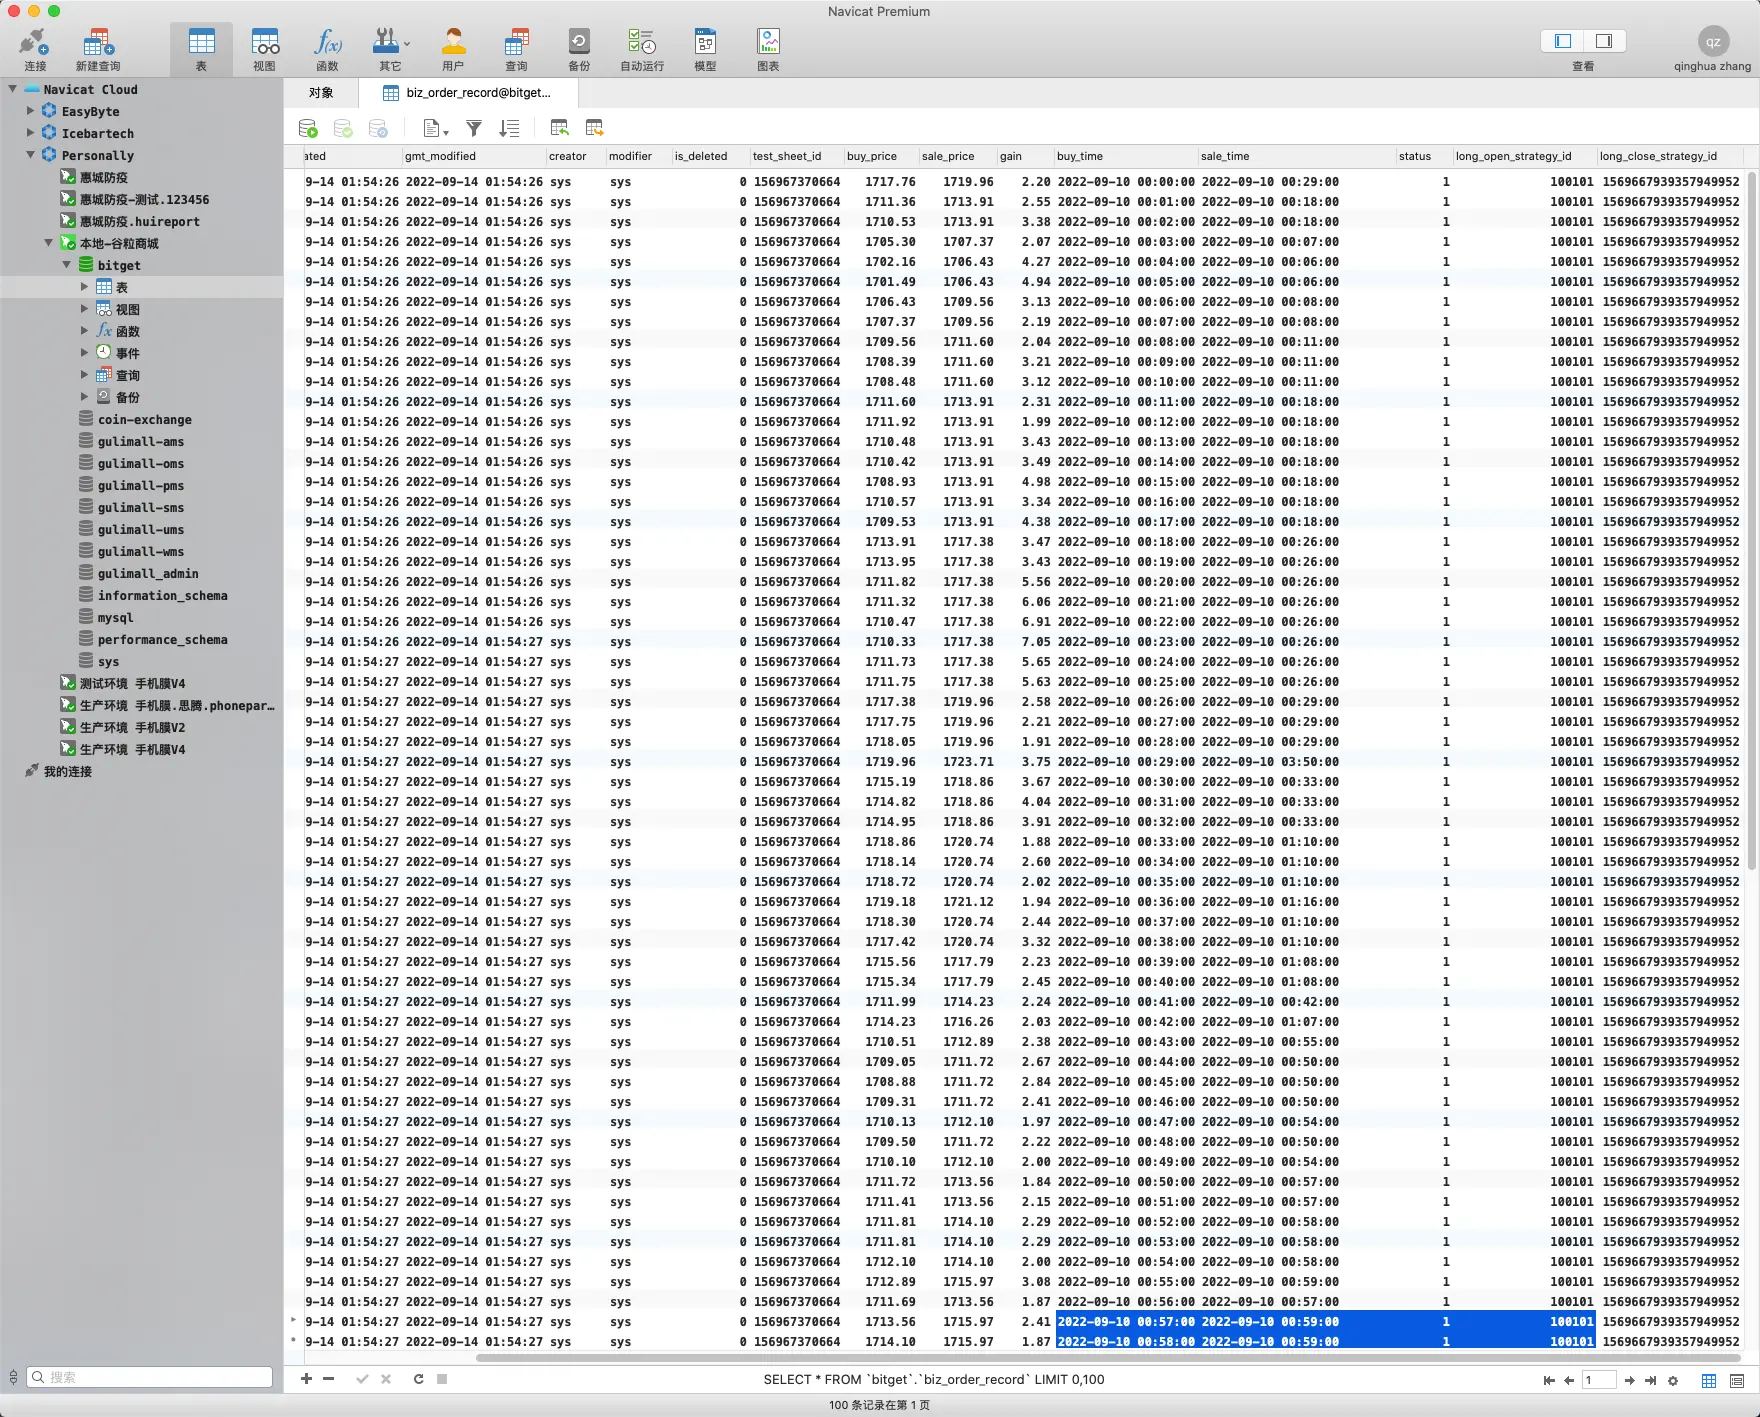 Navicat Premium
连接 新建查询 表 视图 函数 其它 用户 查询 备份 自动运行 模型 图表 查看 qz qinghua zhang
Navicat Cloud
EasyByte
Icebartech
Personally
惠城防疫
惠城防疫-测试.123456
惠城防疫.huireport
本地-谷粒商城
bitget
表
视图
函数
事件
查询
备份
coin-exchange
gulimall-ams
gulimall-oms
gulimall-pms
gulimall-sms
gulimall-ums
gulimall-wms
gulimall_admin
information_schema
mysql
performance_schema
sys
测试环境 手机膜V4
生产环境 手机膜.思腾.phonepar…
生产环境 手机膜V2
生产环境 手机膜V4
我的连接
搜索
对象 biz_order_record@bitget...
ated gmt_modified creator modifier is_deleted test_sheet_id buy_price sale_price gain buy_time sale_time status long_open_strategy_id long_close_strategy_id
9-14 01:54:26 2022-09-14 01:54:26 sys sys 0 156967370664 1717.76 1719.96 2.20 2022-09-10 00:00:00 2022-09-10 00:29:00 1 100101 1569667939357949952
9-14 01:54:26 2022-09-14 01:54:26 sys sys 0 156967370664 1711.36 1713.91 2.55 2022-09-10 00:01:00 2022-09-10 00:18:00 1 100101 1569667939357949952
9-14 01:54:26 2022-09-14 01:54:26 sys sys 0 156967370664 1710.53 1713.91 3.38 2022-09-10 00:02:00 2022-09-10 00:18:00 1 100101 1569667939357949952
9-14 01:54:26 2022-09-14 01:54:26 sys sys 0 156967370664 1705.30 1707.37 2.07 2022-09-10 00:03:00 2022-09-10 00:07:00 1 100101 1569667939357949952
9-14 01:54:26 2022-09-14 01:54:26 sys sys 0 156967370664 1702.16 1706.43 4.27 2022-09-10 00:04:00 2022-09-10 00:06:00 1 100101 1569667939357949952
9-14 01:54:26 2022-09-14 01:54:26 sys sys 0 156967370664 1701.49 1706.43 4.94 2022-09-10 00:05:00 2022-09-10 00:06:00 1 100101 1569667939357949952
9-14 01:54:26 2022-09-14 01:54:26 sys sys 0 156967370664 1706.43 1709.56 3.13 2022-09-10 00:06:00 2022-09-10 00:08:00 1 100101 1569667939357949952
9-14 01:54:26 2022-09-14 01:54:26 sys sys 0 156967370664 1707.37 1709.56 2.19 2022-09-10 00:07:00 2022-09-10 00:08:00 1 100101 1569667939357949952
9-14 01:54:26 2022-09-14 01:54:26 sys sys 0 156967370664 1709.56 1711.60 2.04 2022-09-10 00:08:00 2022-09-10 00:11:00 1 100101 1569667939357949952
9-14 01:54:26 2022-09-14 01:54:26 sys sys 0 156967370664 1708.39 1711.60 3.21 2022-09-10 00:09:00 2022-09-10 00:11:00 1 100101 1569667939357949952
9-14 01:54:26 2022-09-14 01:54:26 sys sys 0 156967370664 1708.48 1711.60 3.12 2022-09-10 00:10:00 2022-09-10 00:11:00 1 100101 1569667939357949952
9-14 01:54:26 2022-09-14 01:54:26 sys sys 0 156967370664 1711.60 1713.91 2.31 2022-09-10 00:11:00 2022-09-10 00:18:00 1 100101 1569667939357949952
9-14 01:54:26 2022-09-14 01:54:26 sys sys 0 156967370664 1711.92 1713.91 1.99 2022-09-10 00:12:00 2022-09-10 00:18:00 1 100101 1569667939357949952
9-14 01:54:26 2022-09-14 01:54:26 sys sys 0 156967370664 1710.48 1713.91 3.43 2022-09-10 00:13:00 2022-09-10 00:18:00 1 100101 1569667939357949952
9-14 01:54:26 2022-09-14 01:54:26 sys sys 0 156967370664 1710.42 1713.91 3.49 2022-09-10 00:14:00 2022-09-10 00:18:00 1 100101 1569667939357949952
9-14 01:54:26 2022-09-14 01:54:26 sys sys 0 156967370664 1708.93 1713.91 4.98 2022-09-10 00:15:00 2022-09-10 00:18:00 1 100101 1569667939357949952
9-14 01:54:26 2022-09-14 01:54:26 sys sys 0 156967370664 1710.57 1713.91 3.34 2022-09-10 00:16:00 2022-09-10 00:18:00 1 100101 1569667939357949952
9-14 01:54:26 2022-09-14 01:54:26 sys sys 0 156967370664 1709.53 1713.91 4.38 2022-09-10 00:17:00 2022-09-10 00:18:00 1 100101 1569667939357949952
9-14 01:54:26 2022-09-14 01:54:26 sys sys 0 156967370664 1713.91 1717.38 3.47 2022-09-10 00:18:00 2022-09-10 00:26:00 1 100101 1569667939357949952
9-14 01:54:26 2022-09-14 01:54:26 sys sys 0 156967370664 1713.95 1717.38 3.43 2022-09-10 00:19:00 2022-09-10 00:26:00 1 100101 1569667939357949952
9-14 01:54:26 2022-09-14 01:54:26 sys sys 0 156967370664 1711.82 1717.38 5.56 2022-09-10 00:20:00 2022-09-10 00:26:00 1 100101 1569667939357949952
9-14 01:54:26 2022-09-14 01:54:26 sys sys 0 156967370664 1711.32 1717.38 6.06 2022-09-10 00:21:00 2022-09-10 00:26:00 1 100101 1569667939357949952
9-14 01:54:26 2022-09-14 01:54:26 sys sys 0 156967370664 1710.47 1717.38 6.91 2022-09-10 00:22:00 2022-09-10 00:26:00 1 100101 1569667939357949952
9-14 01:54:27 2022-09-14 01:54:27 sys sys 0 156967370664 1710.33 1717.38 7.05 2022-09-10 00:23:00 2022-09-10 00:26:00 1 100101 1569667939357949952
9-14 01:54:27 2022-09-14 01:54:27 sys sys 0 156967370664 1711.73 1717.38 5.65 2022-09-10 00:24:00 2022-09-10 00:26:00 1 100101 1569667939357949952
9-14 01:54:27 2022-09-14 01:54:27 sys sys 0 156967370664 1711.75 1717.38 5.63 2022-09-10 00:25:00 2022-09-10 00:26:00 1 100101 1569667939357949952
9-14 01:54:27 2022-09-14 01:54:27 sys sys 0 156967370664 1717.38 1719.96 2.58 2022-09-10 00:26:00 2022-09-10 00:29:00 1 100101 1569667939357949952
9-14 01:54:27 2022-09-14 01:54:27 sys sys 0 156967370664 1717.75 1719.96 2.21 2022-09-10 00:27:00 2022-09-10 00:29:00 1 100101 1569667939357949952
9-14 01:54:27 2022-09-14 01:54:27 sys sys 0 156967370664 1718.05 1719.96 1.91 2022-09-10 00:28:00 2022-09-10 00:29:00 1 100101 1569667939357949952
9-14 01:54:27 2022-09-14 01:54:27 sys sys 0 156967370664 1719.96 1723.71 3.75 2022-09-10 00:29:00 2022-09-10 03:50:00 1 100101 1569667939357949952
9-14 01:54:27 2022-09-14 01:54:27 sys sys 0 156967370664 1715.19 1718.86 3.67 2022-09-10 00:30:00 2022-09-10 00:33:00 1 100101 1569667939357949952
9-14 01:54:27 2022-09-14 01:54:27 sys sys 0 156967370664 1714.82 1718.86 4.04 2022-09-10 00:31:00 2022-09-10 00:33:00 1 100101 1569667939357949952
9-14 01:54:27 2022-09-14 01:54:27 sys sys 0 156967370664 1714.95 1718.86 3.91 2022-09-10 00:32:00 2022-09-10 00:33:00 1 100101 1569667939357949952
9-14 01:54:27 2022-09-14 01:54:27 sys sys 0 156967370664 1718.86 1720.74 1.88 2022-09-10 00:33:00 2022-09-10 01:10:00 1 100101 1569667939357949952
9-14 01:54:27 2022-09-14 01:54:27 sys sys 0 156967370664 1718.14 1720.74 2.60 2022-09-10 00:34:00 2022-09-10 01:10:00 1 100101 1569667939357949952
9-14 01:54:27 2022-09-14 01:54:27 sys sys 0 156967370664 1718.72 1720.74 2.02 2022-09-10 00:35:00 2022-09-10 01:10:00 1 100101 1569667939357949952
9-14 01:54:27 2022-09-14 01:54:27 sys sys 0 156967370664 1719.18 1721.12 1.94 2022-09-10 00:36:00 2022-09-10 01:16:00 1 100101 1569667939357949952
9-14 01:54:27 2022-09-14 01:54:27 sys sys 0 156967370664 1718.30 1720.74 2.44 2022-09-10 00:37:00 2022-09-10 01:10:00 1 100101 1569667939357949952
9-14 01:54:27 2022-09-14 01:54:27 sys sys 0 156967370664 1717.42 1720.74 3.32 2022-09-10 00:38:00 2022-09-10 01:10:00 1 100101 1569667939357949952
9-14 01:54:27 2022-09-14 01:54:27 sys sys 0 156967370664 1715.56 1717.79 2.23 2022-09-10 00:39:00 2022-09-10 01:08:00 1 100101 1569667939357949952
9-14 01:54:27 2022-09-14 01:54:27 sys sys 0 156967370664 1715.34 1717.79 2.45 2022-09-10 00:40:00 2022-09-10 01:08:00 1 100101 1569667939357949952
9-14 01:54:27 2022-09-14 01:54:27 sys sys 0 156967370664 1711.99 1714.23 2.24 2022-09-10 00:41:00 2022-09-10 00:42:00 1 100101 1569667939357949952
9-14 01:54:27 2022-09-14 01:54:27 sys sys 0 156967370664 1714.23 1716.26 2.03 2022-09-10 00:42:00 2022-09-10 01:07:00 1 100101 1569667939357949952
9-14 01:54:27 2022-09-14 01:54:27 sys sys 0 156967370664 1710.51 1712.89 2.38 2022-09-10 00:43:00 2022-09-10 00:55:00 1 100101 1569667939357949952
9-14 01:54:27 2022-09-14 01:54:27 sys sys 0 156967370664 1709.05 1711.72 2.67 2022-09-10 00:44:00 2022-09-10 00:50:00 1 100101 1569667939357949952
9-14 01:54:27 2022-09-14 01:54:27 sys sys 0 156967370664 1708.88 1711.72 2.84 2022-09-10 00:45:00 2022-09-10 00:50:00 1 100101 1569667939357949952
9-14 01:54:27 2022-09-14 01:54:27 sys sys 0 156967370664 1709.31 1711.72 2.41 2022-09-10 00:46:00 2022-09-10 00:50:00 1 100101 1569667939357949952
9-14 01:54:27 2022-09-14 01:54:27 sys sys 0 156967370664 1710.13 1712.10 1.97 2022-09-10 00:47:00 2022-09-10 00:54:00 1 100101 1569667939357949952
9-14 01:54:27 2022-09-14 01:54:27 sys sys 0 156967370664 1709.50 1711.72 2.22 2022-09-10 00:48:00 2022-09-10 00:50:00 1 100101 1569667939357949952
9-14 01:54:27 2022-09-14 01:54:27 sys sys 0 156967370664 1710.10 1712.10 2.00 2022-09-10 00:49:00 2022-09-10 00:54:00 1 100101 1569667939357949952
9-14 01:54:27 2022-09-14 01:54:27 sys sys 0 156967370664 1711.72 1713.56 1.84 2022-09-10 00:50:00 2022-09-10 00:57:00 1 100101 1569667939357949952
9-14 01:54:27 2022-09-14 01:54:27 sys sys 0 156967370664 1711.41 1713.56 2.15 2022-09-10 00:51:00 2022-09-10 00:57:00 1 100101 1569667939357949952
9-14 01:54:27 2022-09-14 01:54:27 sys sys 0 156967370664 1711.81 1714.10 2.29 2022-09-10 00:52:00 2022-09-10 00:58:00 1 100101 1569667939357949952
9-14 01:54:27 2022-09-14 01:54:27 sys sys 0 156967370664 1711.81 1714.10 2.29 2022-09-10 00:53:00 2022-09-10 00:58:00 1 100101 1569667939357949952
9-14 01:54:27 2022-09-14 01:54:27 sys sys 0 156967370664 1712.10 1714.10 2.00 2022-09-10 00:54:00 2022-09-10 00:58:00 1 100101 1569667939357949952
9-14 01:54:27 2022-09-14 01:54:27 sys sys 0 156967370664 1712.89 1715.97 3.08 2022-09-10 00:55:00 2022-09-10 00:59:00 1 100101 1569667939357949952
9-14 01:54:27 2022-09-14 01:54:27 sys sys 0 156967370664 1711.69 1713.56 1.87 2022-09-10 00:56:00 2022-09-10 00:57:00 1 100101 1569667939357949952
9-14 01:54:27 2022-09-14 01:54:27 sys sys 0 156967370664 1713.56 1715.97 2.41 2022-09-10 00:57:00 2022-09-10 00:59:00 1 100101 1569667939357949952
9-14 01:54:27 2022-09-14 01:54:27 sys sys 0 156967370664 1714.10 1715.97 1.87 2022-09-10 00:58:00 2022-09-10 00:59:00 1 100101 1569667939357949952
SELECT * FROM `bitget`.`biz_order_record` LIMIT 0,100 1
100 条记录在第 1 页